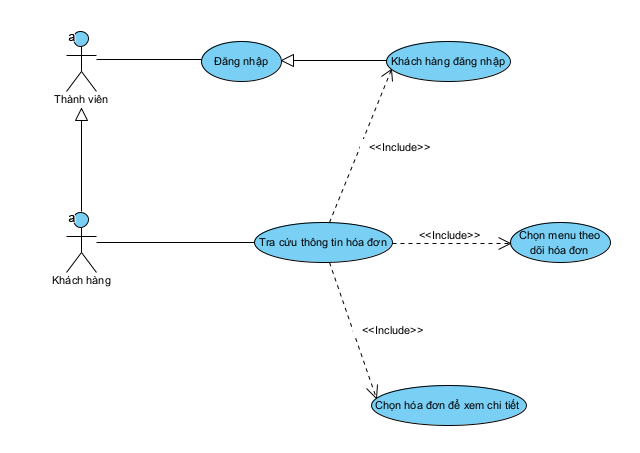 a
Thành viên
Đăng nhập
Khách hàng đăng nhập
<<Include>>
a
Khách hàng
Tra cứu thông tin hóa đơn
<<Include>>
Chọn menu theo
dõi hóa đơn
<<Include>>
Chọn hóa đơn để xem chi tiết